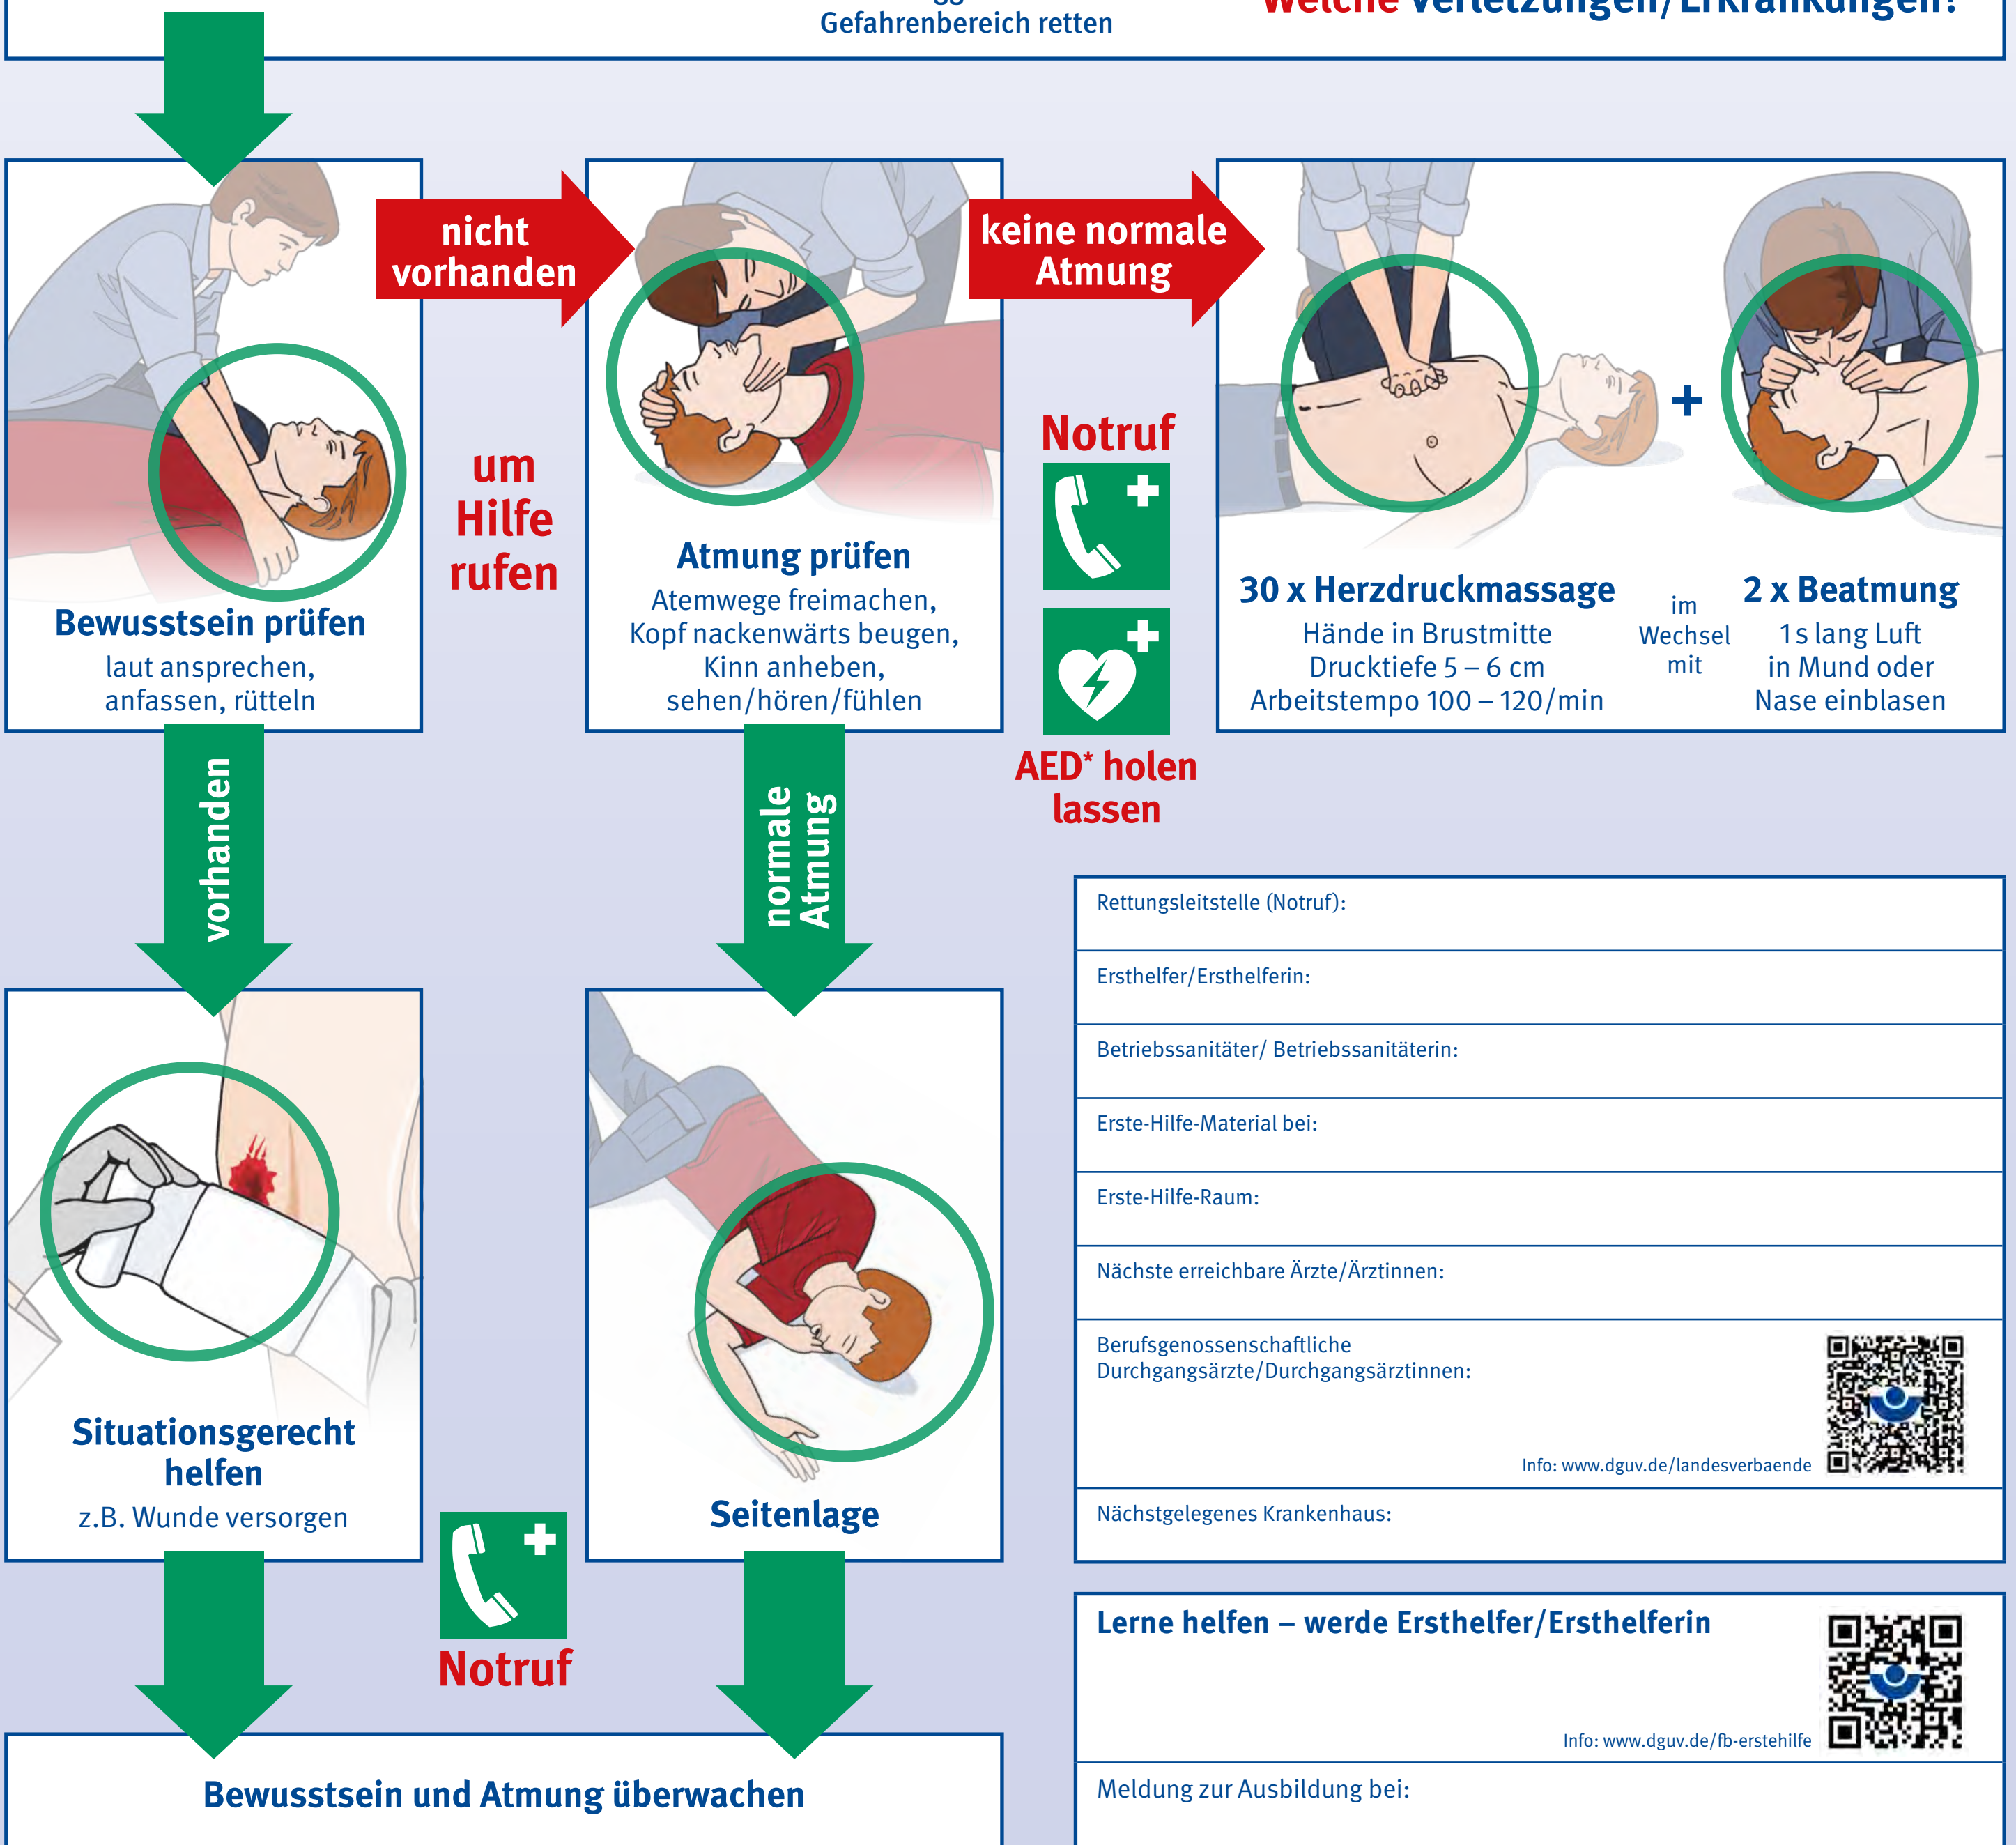 Gefahrenbereich retten
Welche Verletzungen/Erkrankungen?
nicht
vorhanden
keine normale
Atmung
um
Hilfe
rufen
Notruf
Bewusstsein prüfen
laut ansprechen,
anfassen, rütteln
Atmung prüfen
Atemwege freimachen,
Kopf nackenwärts beugen,
Kinn anheben,
sehen/hören/fühlen
30 x Herzdruckmassage
Hände in Brustmitte
Drucktiefe 5 – 6 cm
Arbeitstempo 100 – 120/min
im
Wechsel
mit
2 x Beatmung
1 s lang Luft
in Mund oder
Nase einblasen
AED* holen
lassen
vorhanden
normale
Atmung
Situationsgerecht
helfen
z.B. Wunde versorgen
Seitenlage
Notruf
Bewusstsein und Atmung überwachen
Rettungsleitstelle (Notruf):
Ersthelfer/Ersthelferin:
Betriebssanitäter/ Betriebssanitäterin:
Erste-Hilfe-Material bei:
Erste-Hilfe-Raum:
Nächste erreichbare Ärzte/Ärztinnen:
Berufsgenossenschaftliche
Durchgangsärzte/Durchgangsärztinnen:
Info: www.dguv.de/landesverbaende
Nächstgelegenes Krankenhaus:
Lerne helfen – werde Ersthelfer/Ersthelferin
Info: www.dguv.de/fb-erstehilfe
Meldung zur Ausbildung bei: